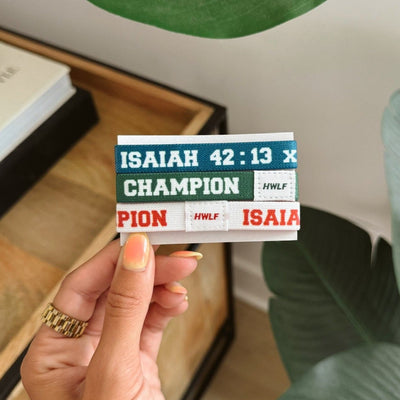 ISAIAH 42:13 x
CHAMPION HWLF
PION HWLF ISAIA